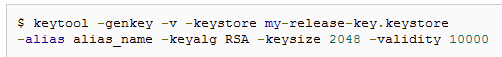 $ keytool -genkey -v -keystore my-release-key.keystore
-alias alias_name -keyalg RSA -keysize 2048 -validity 10000